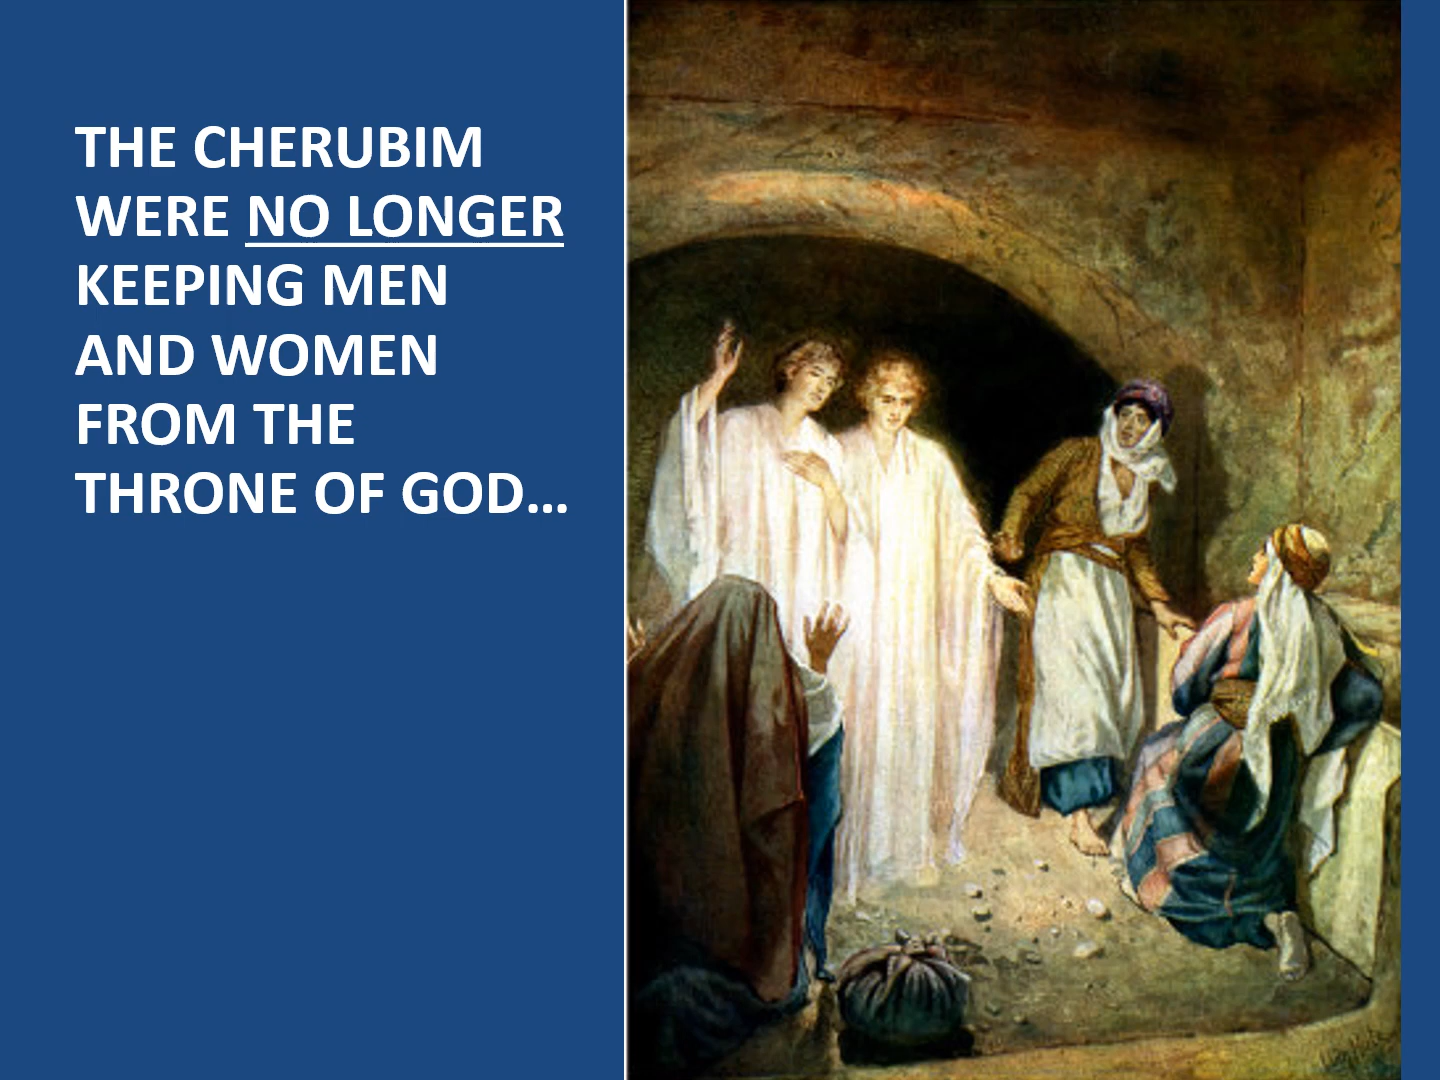 THE CHERUBIM
WERE NO LONGER
KEEPING MEN
AND WOMEN
FROM THE
THRONE OF GOD...